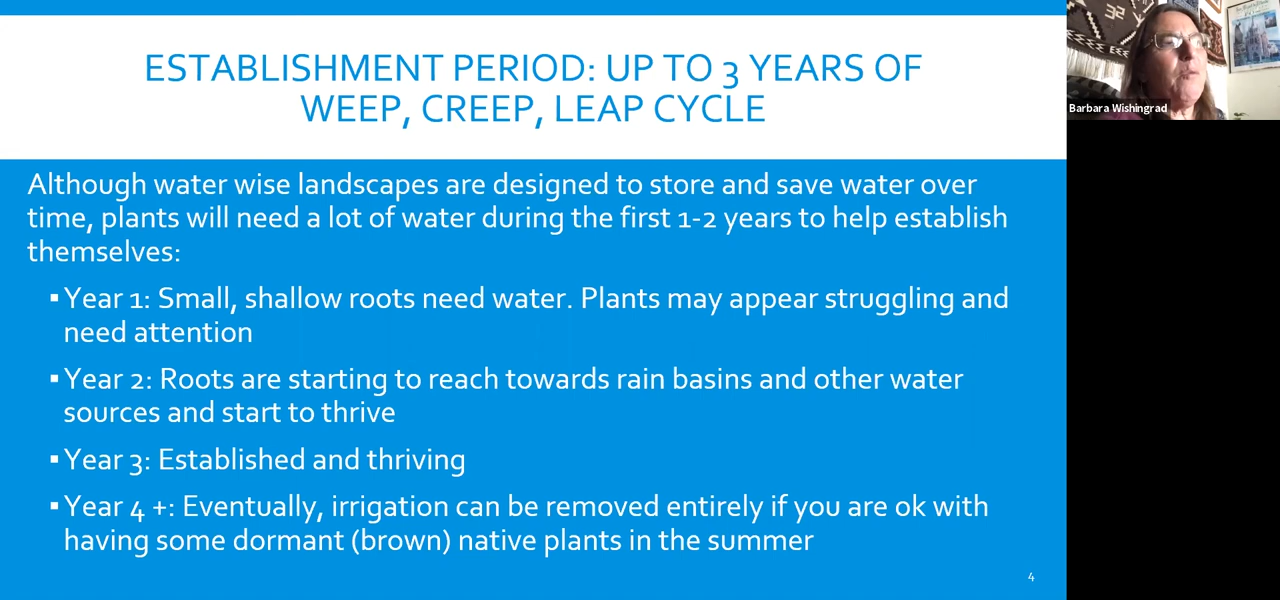 ESTABLISHMENT PERIOD: UP TO 3 YEARS OF
WEEP, CREEP, LEAP CYCLE
Although water wise landscapes are designed to store and save water over
time, plants will need a lot of water during the first 1-2 years to help establish
themselves:
▪ Year 1: Small, shallow roots need water. Plants may appear struggling and
need attention
▪ Year 2: Roots are starting to reach towards rain basins and other water
sources and start to thrive
▪ Year 3: Established and thriving
▪ Year 4 +: Eventually, irrigation can be removed entirely if you are ok with
having some dormant (brown) native plants in the summer
4
Barbara Wishingrad